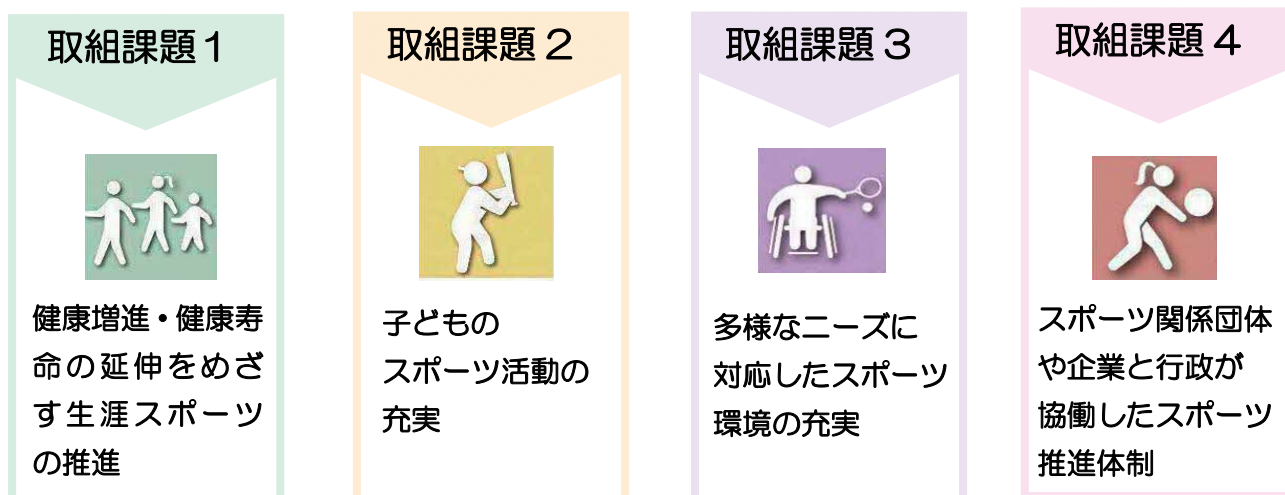 取組課題１
健康増進・健康寿
命の延伸をめざ
す生涯スポーツ
の推進
取組課題２
子どもの
スポーツ活動の
充実
取組課題３
多様なニーズに
対応したスポーツ
環境の充実
取組課題４
スポーツ関係団体
や企業と行政が
協働したスポーツ
推進体制